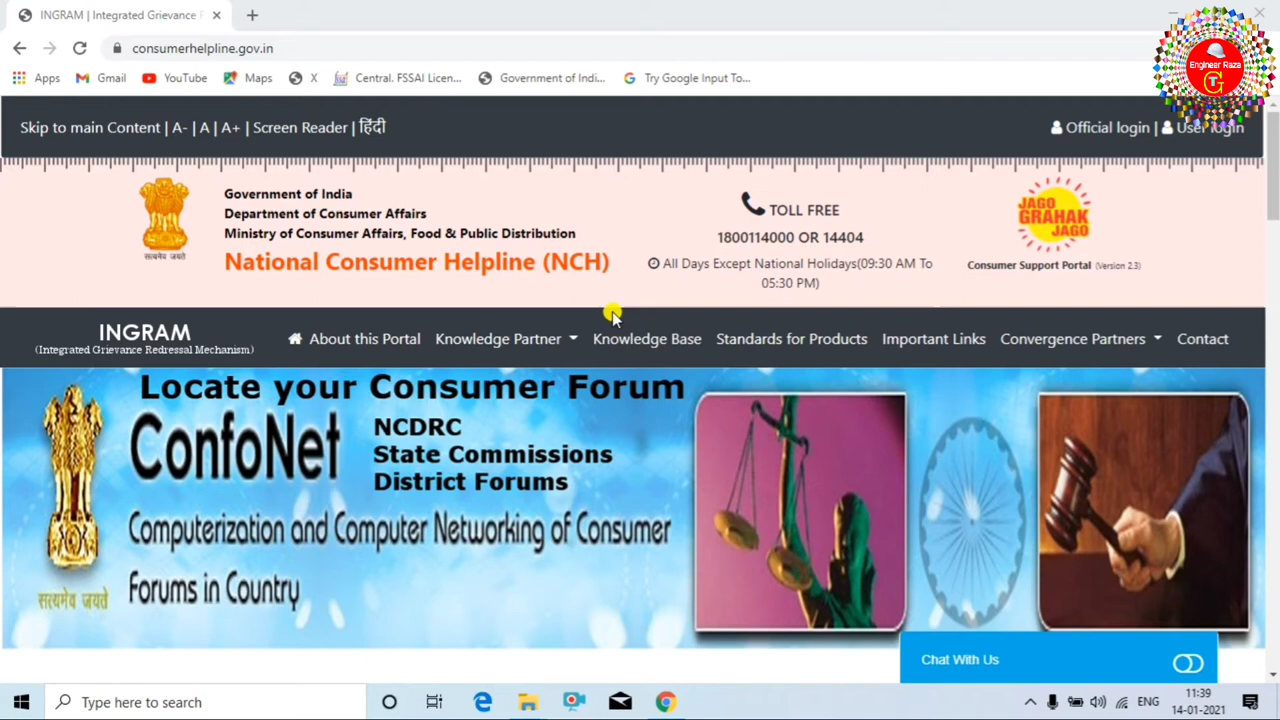 INGRAM | Integrated Grievance F
consumerhelpline.gov.in
Apps Gmail YouTube Maps X Central. FSSAI Licen... Government of Indi... Try Google Input To...
Engineer Raza
T G
Skip to main Content | A- | A | A+ | Screen Reader | हिंदी
Official login | User login
Government of India
Department of Consumer Affairs
Ministry of Consumer Affairs, Food & Public Distribution
National Consumer Helpline (NCH)
सत्यमेव जयते
TOLL FREE
1800114000 OR 14404
All Days Except National Holidays(09:30 AM To
05:30 PM)
JAGO
GRAHAK
JAGO
Consumer Support Portal (Version 2.3)
INGRAM
(Integrated Grievance Redressal Mechanism)
About this Portal Knowledge Partner Knowledge Base Standards for Products Important Links Convergence Partners Contact
Locate your Consumer Forum
ConfoNet
NCDRC
State Commissions
District Forums
Computerization and Computer Networking of Consumer
Forums in Country
सत्यमेव जयते
Chat With Us
Type here to search
ENG
11:39
14-01-2021